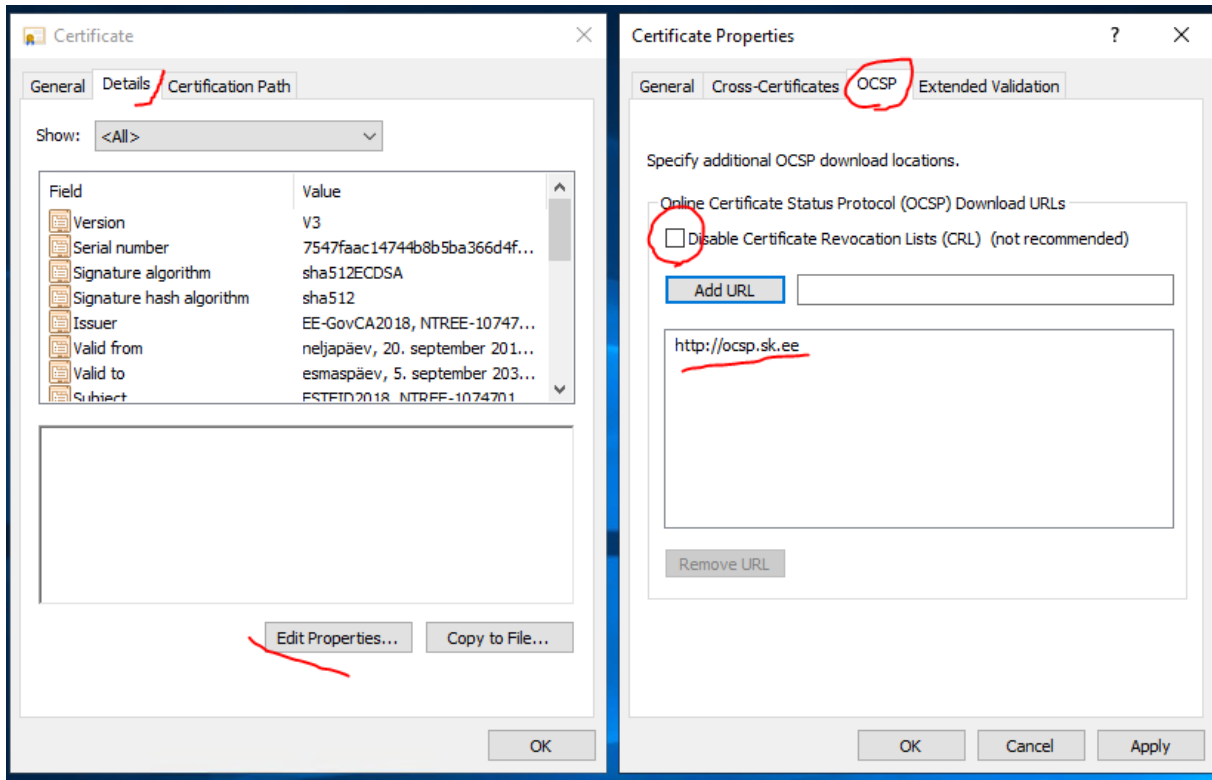 Certificate
General Details Certification Path
Show: <All>
Field Value
Version V3
Serial number 7547faac14744b8b5ba366d4f...
Signature algorithm sha512ECDSA
Signature hash algorithm sha512
Issuer EE-GovCA2018, NTREE-10747...
Valid from neljapäev, 20. september 201...
Valid to esmaspäev, 5. september 203...
Subject ESTEID2018, NTREE-1074701
Edit Properties... Copy to File...
OK
Certificate Properties ?
General Cross-Certificates OCSP Extended Validation
Specify additional OCSP download locations.
Online Certificate Status Protocol (OCSP) Download URLs
Disable Certificate Revocation Lists (CRL) (not recommended)
Add URL
http://ocsp.sk.ee
Remove URL
OK Cancel Apply